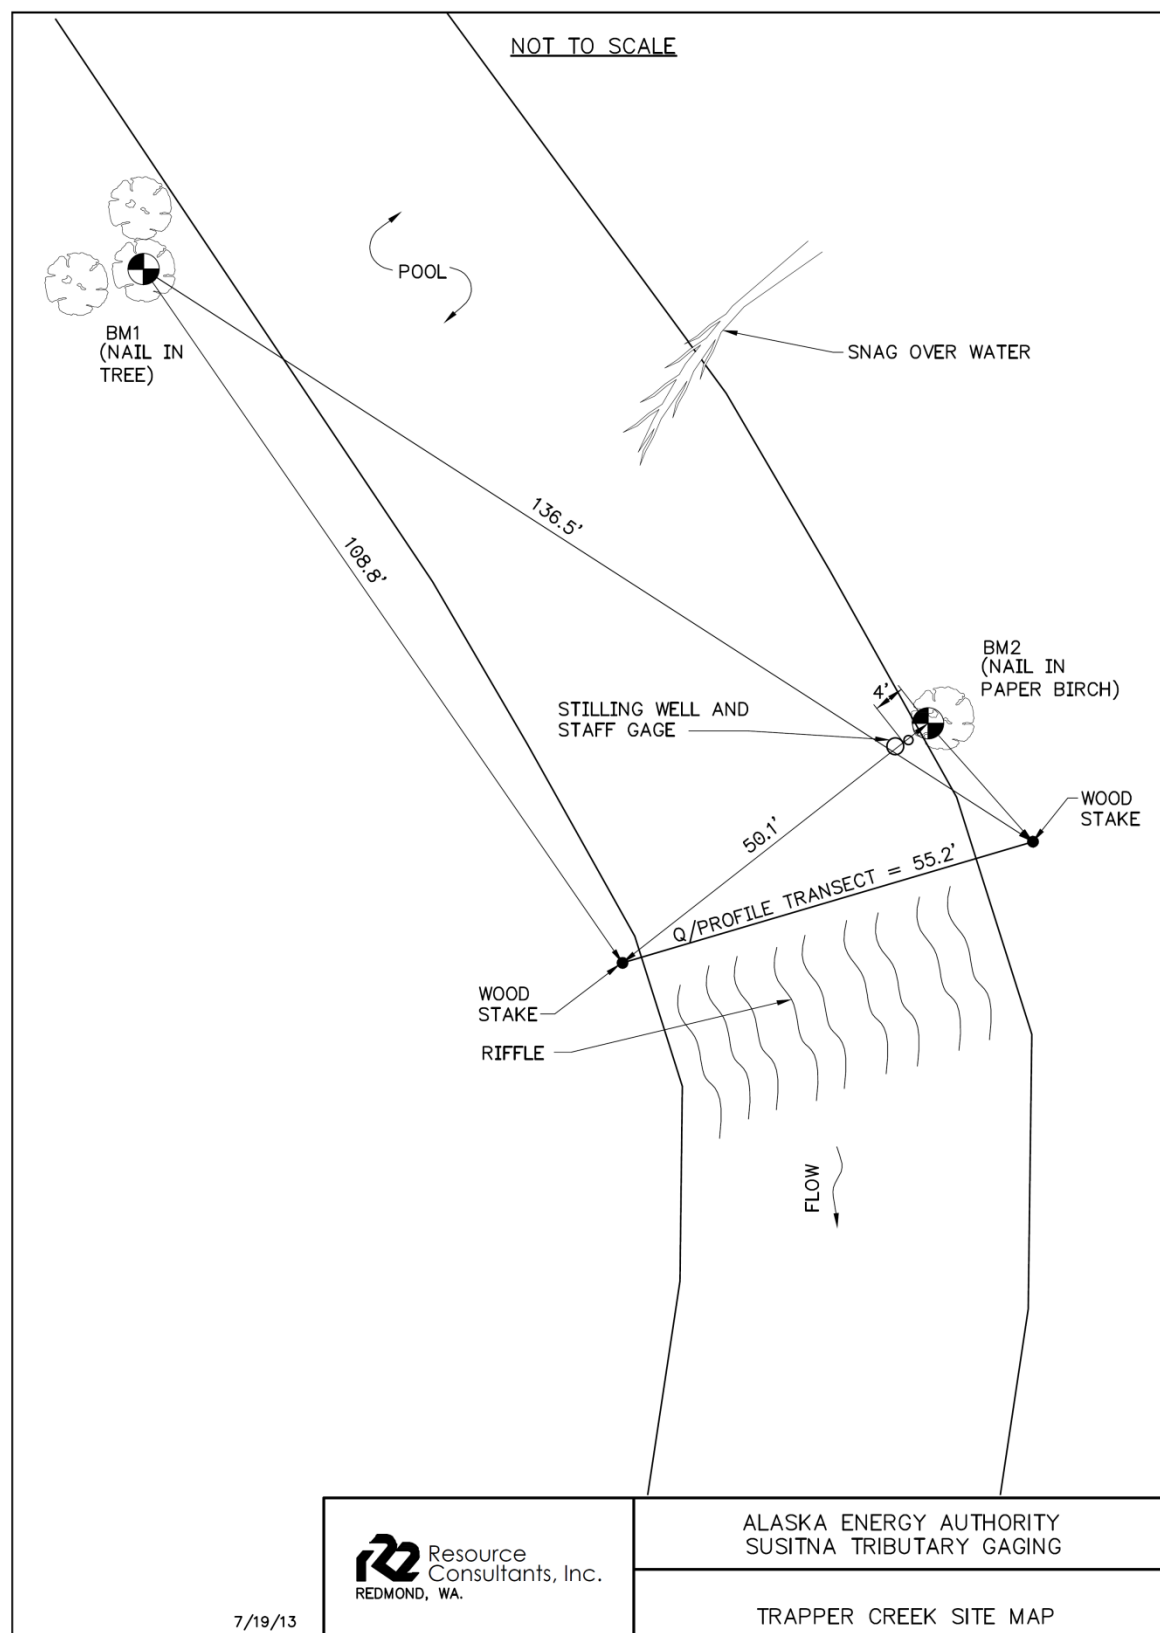 NOT TO SCALE
POOL
BM1
(NAIL IN
TREE)
SNAG OVER WATER
136.5'
108.8'
BM2
(NAIL IN
PAPER BIRCH)
4'
STILLING WELL AND
STAFF GAGE
WOOD
STAKE
50.1'
Q/PROFILE TRANSECT = 55.2'
WOOD
STAKE
RIFFLE
FLOW
R2 Resource
Consultants, Inc.
REDMOND, WA.
ALASKA ENERGY AUTHORITY
SUSITNA TRIBUTARY GAGING
7/19/13
TRAPPER CREEK SITE MAP